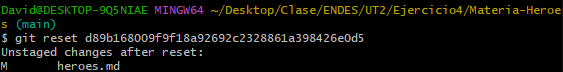 David@DESKTOP-9Q5NIAE MINGW64 ~/Desktop/Clase/ENDES/UT2/Ejercicio4/Materia-Heroes (main)
$ git reset d89b168009f9f18a92692c2328861a398426e0d5
Unstaged changes after reset:
M       heroes.md